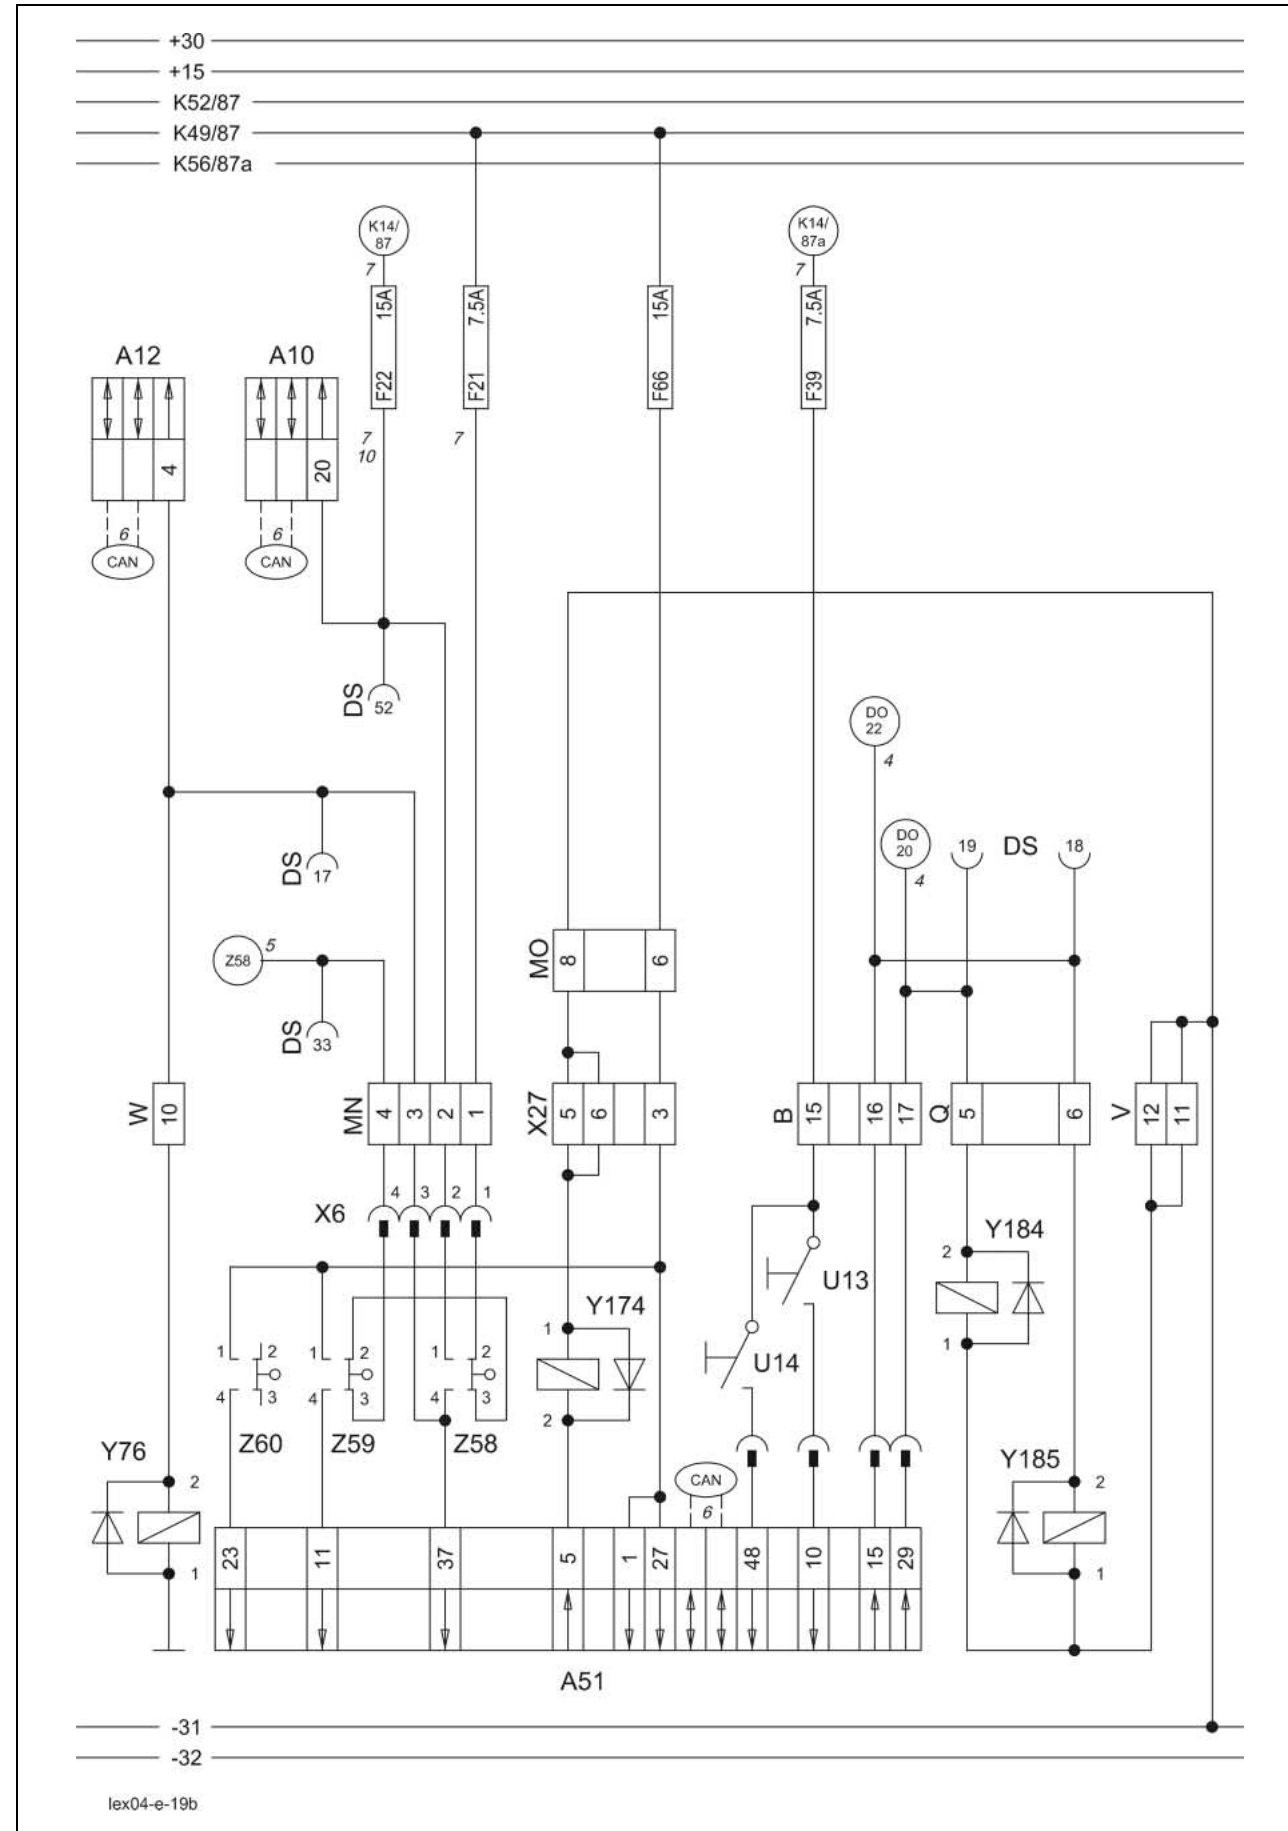 +30
+15
K52/87
K49/87
K56/87a
K14/
87
7
K14/
87a
7
15A
F22
7.5A
F21
15A
F66
7.5A
F39
A12
A10
7
10
7
4
20
6
CAN
6
CAN
DS
52
DO
22
4
DO
20
4
19
DS
18
DS
17
Z58
5
DS
33
MO
8
6
W
10
MN
4
3
2
1
X27
5
6
3
B
15
16
17
Q
5
6
V
12
11
X6
4
3
2
1
Y184
2
1
U13
U14
Y174
1
2
1
2
4
3
Z60
1
2
4
3
Z59
1
2
4
3
Z58
Y76
2
1
Y185
2
1
CAN
6
23
11
37
5
1
27
48
10
15
29
A51
-31
-32
lex04-e-19b